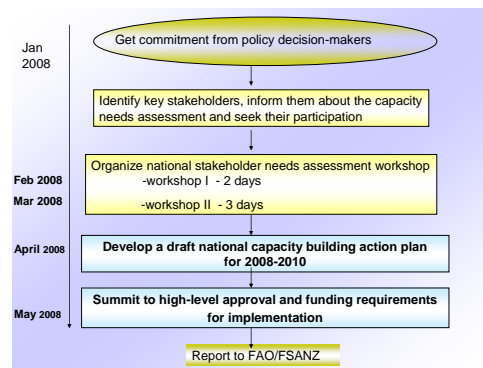 Get commitment from policy decision-makers
Jan
2008
Identify key stakeholders, inform them about the capacity
needs assessment and seek their participation
Organize national stakeholder needs assessment workshop
Feb 2008 -workshop I - 2 days
Mar 2008 -workshop II - 3 days
April 2008 Develop a draft national capacity building action plan
for 2008-2010
Summit to high-level approval and funding requirements
May 2008 for implementation
Report to FAO/FSANZ